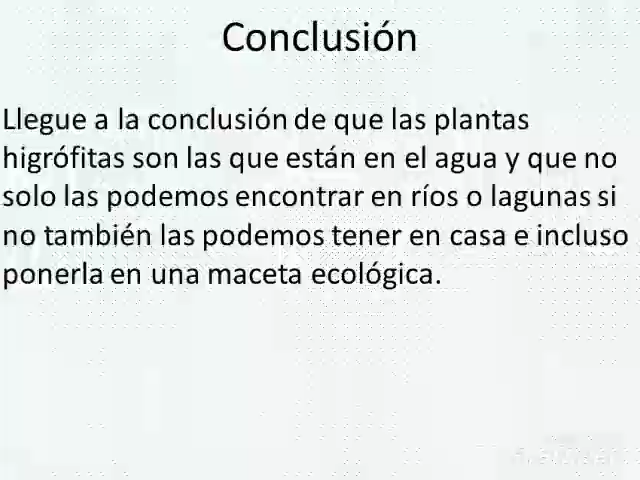 Conclusión
Llegue a la conclusión de que las plantas
higrófitas son las que están en el agua y que no
solo las podemos encontrar en ríos o lagunas si
no también las podemos tener en casa e incluso
ponerla en una maceta ecológica.